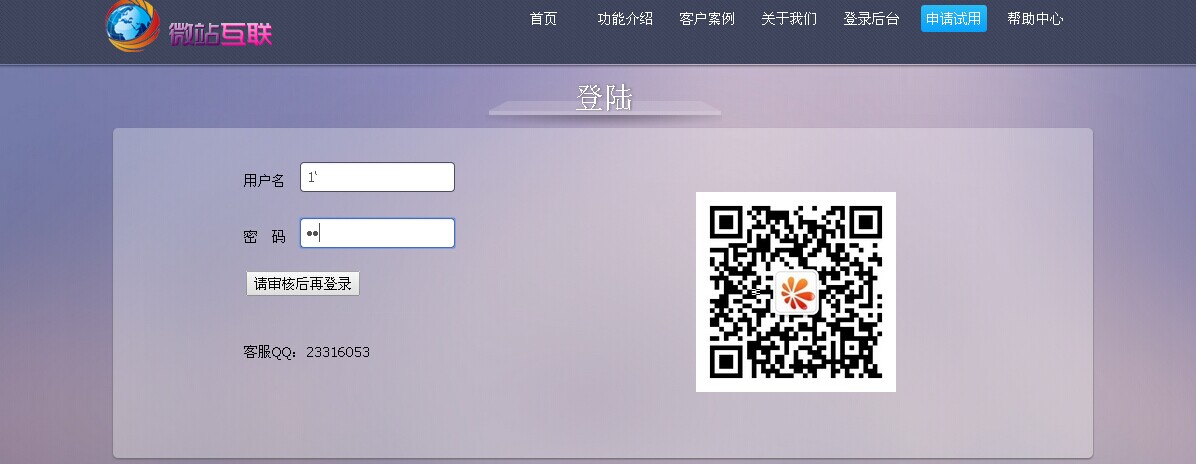 微站互联
首页 功能介绍 客户案例 关于我们 登录后台 申请试用 帮助中心
登陆
用户名 1'
密 码 ••
请审核后再登录
客服QQ：23316053